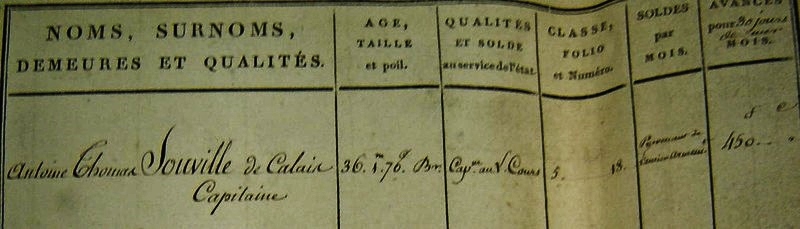 NOMS, SURNOMS,
DEMEURES ET QUALITÉS.
AGE,
TAILLE
et poil.
QUALITÉS
ET SOLDE
au service de l'état.
CLASSE,
FOLIO
et Numéro.
SOLDES
par
MOIS.
AVANCES
pour 30 jours
MOIS.
Antoine Thomas Souville de Calais
Capitaine
36. 1.m 76. Br.
Cap.ne au L. Cours
5. 18.
f c
450 "